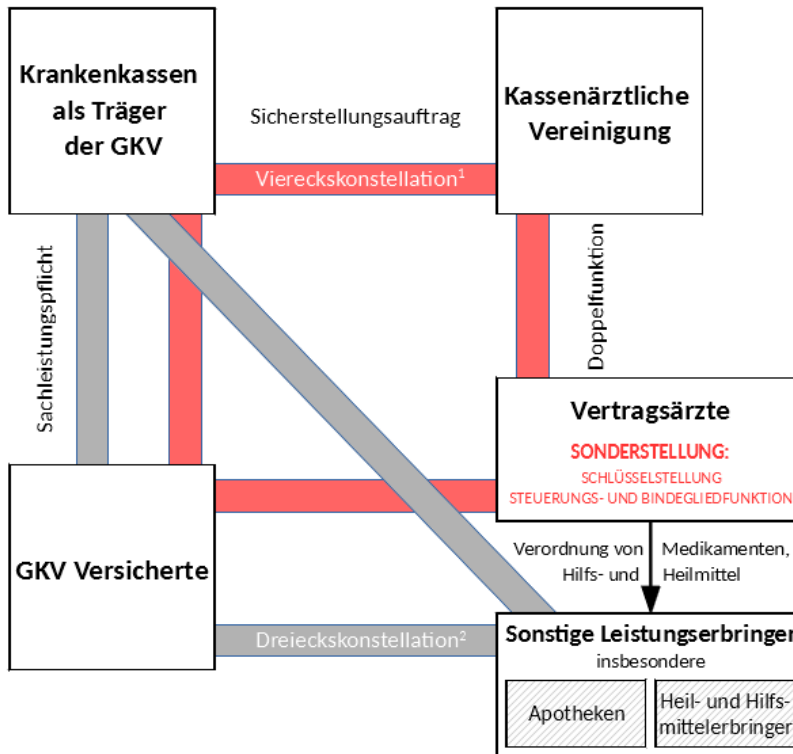 Krankenkassen
als Träger
der GKV
Sicherstellungsauftrag
Kassenärztliche
Vereinigung
Viereckskonstellation¹
Sachleistungspflicht
Doppelfunktion
Vertragsärzte
SONDERSTELLUNG:
SCHLÜSSELSTELLUNG
STEUERUNGS- UND BINDEGLIEDFUNKTION
GKV Versicherte
Verordnung von Medikamenten,
Hilfs- und Heilmittel
Dreieckskonstellation²
Sonstige Leistungserbringer
insbesondere
Apotheken
Heil- und Hilfs-
mittelerbringer